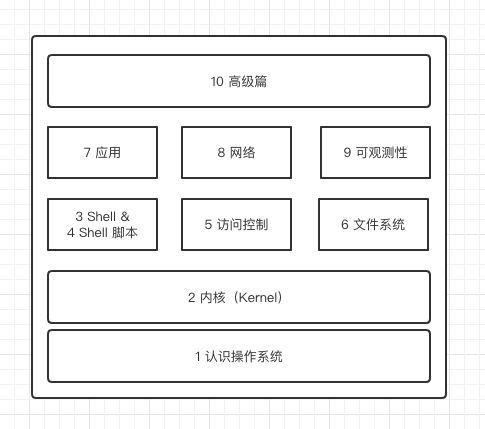 10 高级篇
7 应用
8 网络
9 可观测性
3 Shell &
4 Shell 脚本
5 访问控制
6 文件系统
2 内核（Kernel）
1 认识操作系统